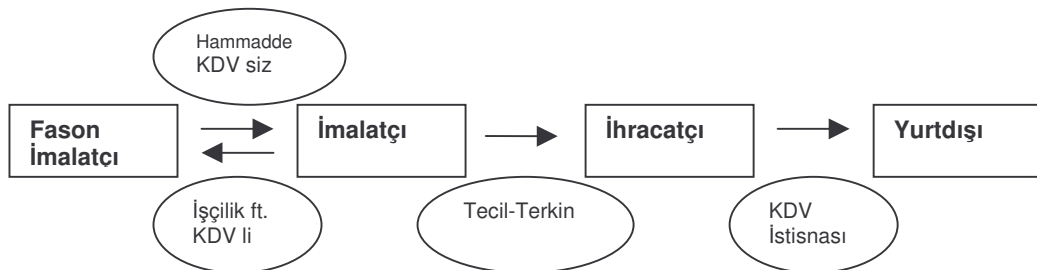 Hammadde
KDV siz
Fason
İmalatçı
İmalatçı
İhracatçı
Yurtdışı
İşçilik ft.
KDV li
Tecil-Terkin
KDV
İstisnası